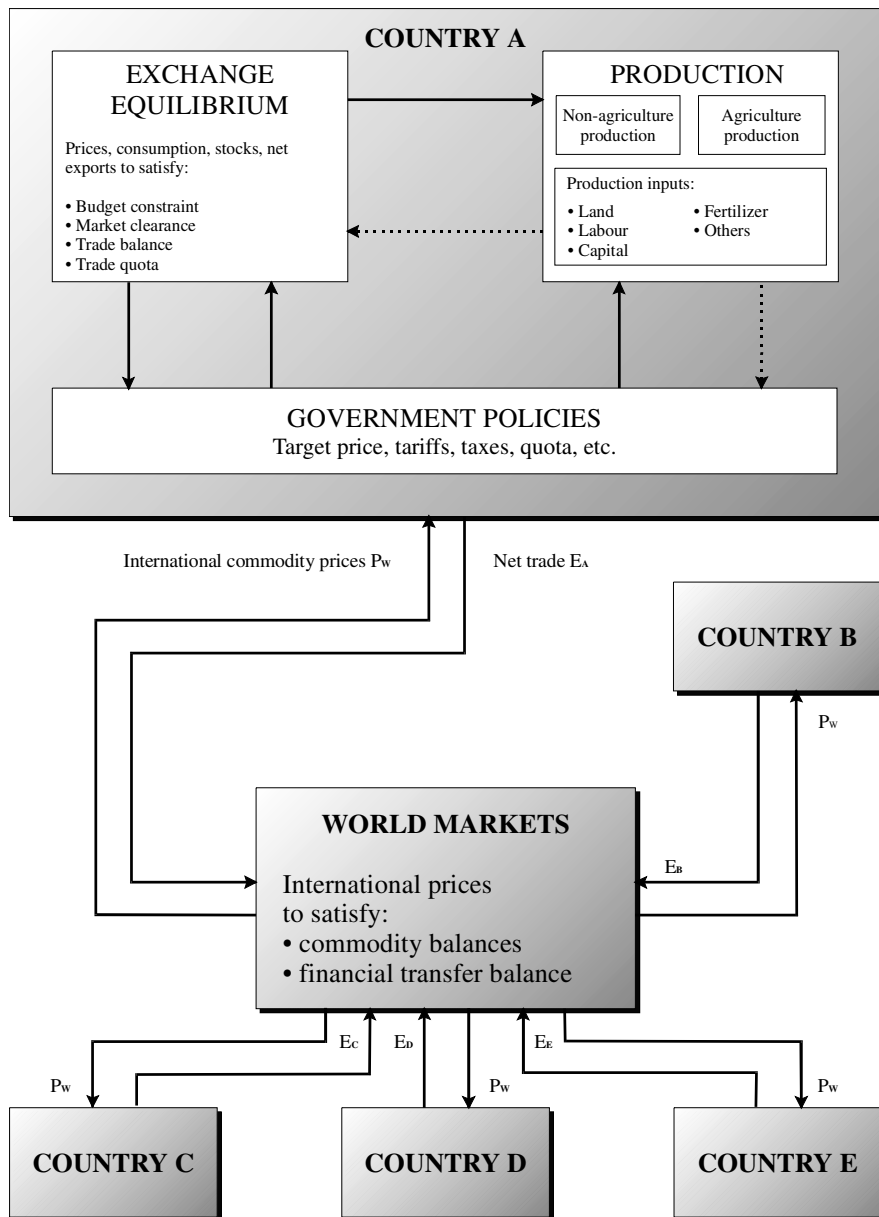 COUNTRY A
EXCHANGE
EQUILIBRIUM
Prices, consumption, stocks, net
exports to satisfy:
• Budget constraint
• Market clearance
• Trade balance
• Trade quota
PRODUCTION
Non-agriculture
production
Agriculture
production
Production inputs:
• Land
• Labour
• Capital
• Fertilizer
• Others
GOVERNMENT POLICIES
Target price, tariffs, taxes, quota, etc.
International commodity prices PW
Net trade EA
COUNTRY B
PW
EB
WORLD MARKETS
International prices
to satisfy:
• commodity balances
• financial transfer balance
EC
ED
EE
PW
PW
PW
COUNTRY C
COUNTRY D
COUNTRY E